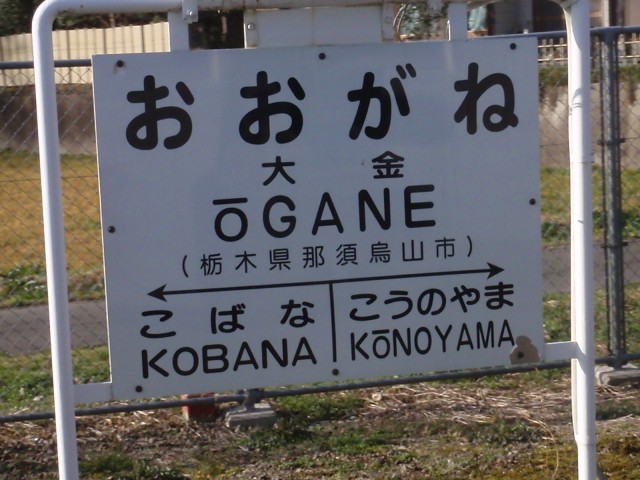 おおがね
大金
ōGANE
(栃木県那須烏山市)
こばな こうのやま
KOBANA KōNOYAMA